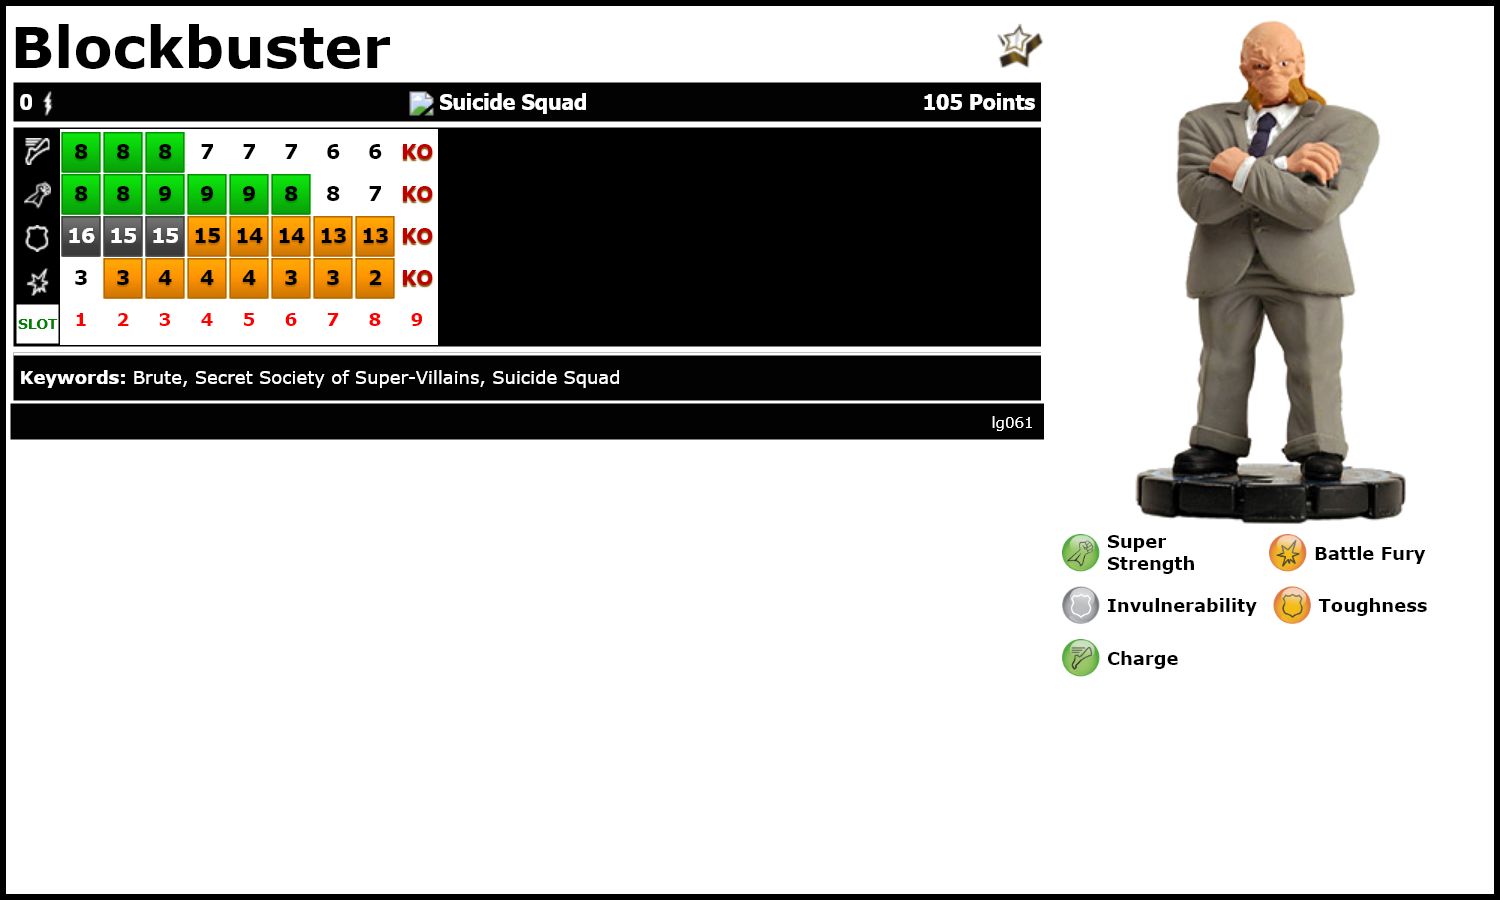 Blockbuster
0 Suicide Squad 105 Points
8 8 8 7 7 7 6 6 KO
8 8 9 9 9 8 8 7 KO
16 15 15 15 14 14 13 13 KO
3 3 4 4 4 3 3 2 KO
SLOT 1 2 3 4 5 6 7 8 9
Keywords: Brute, Secret Society of Super-Villains, Suicide Squad
lg061
Super
Strength
Battle Fury
Invulnerability
Toughness
Charge